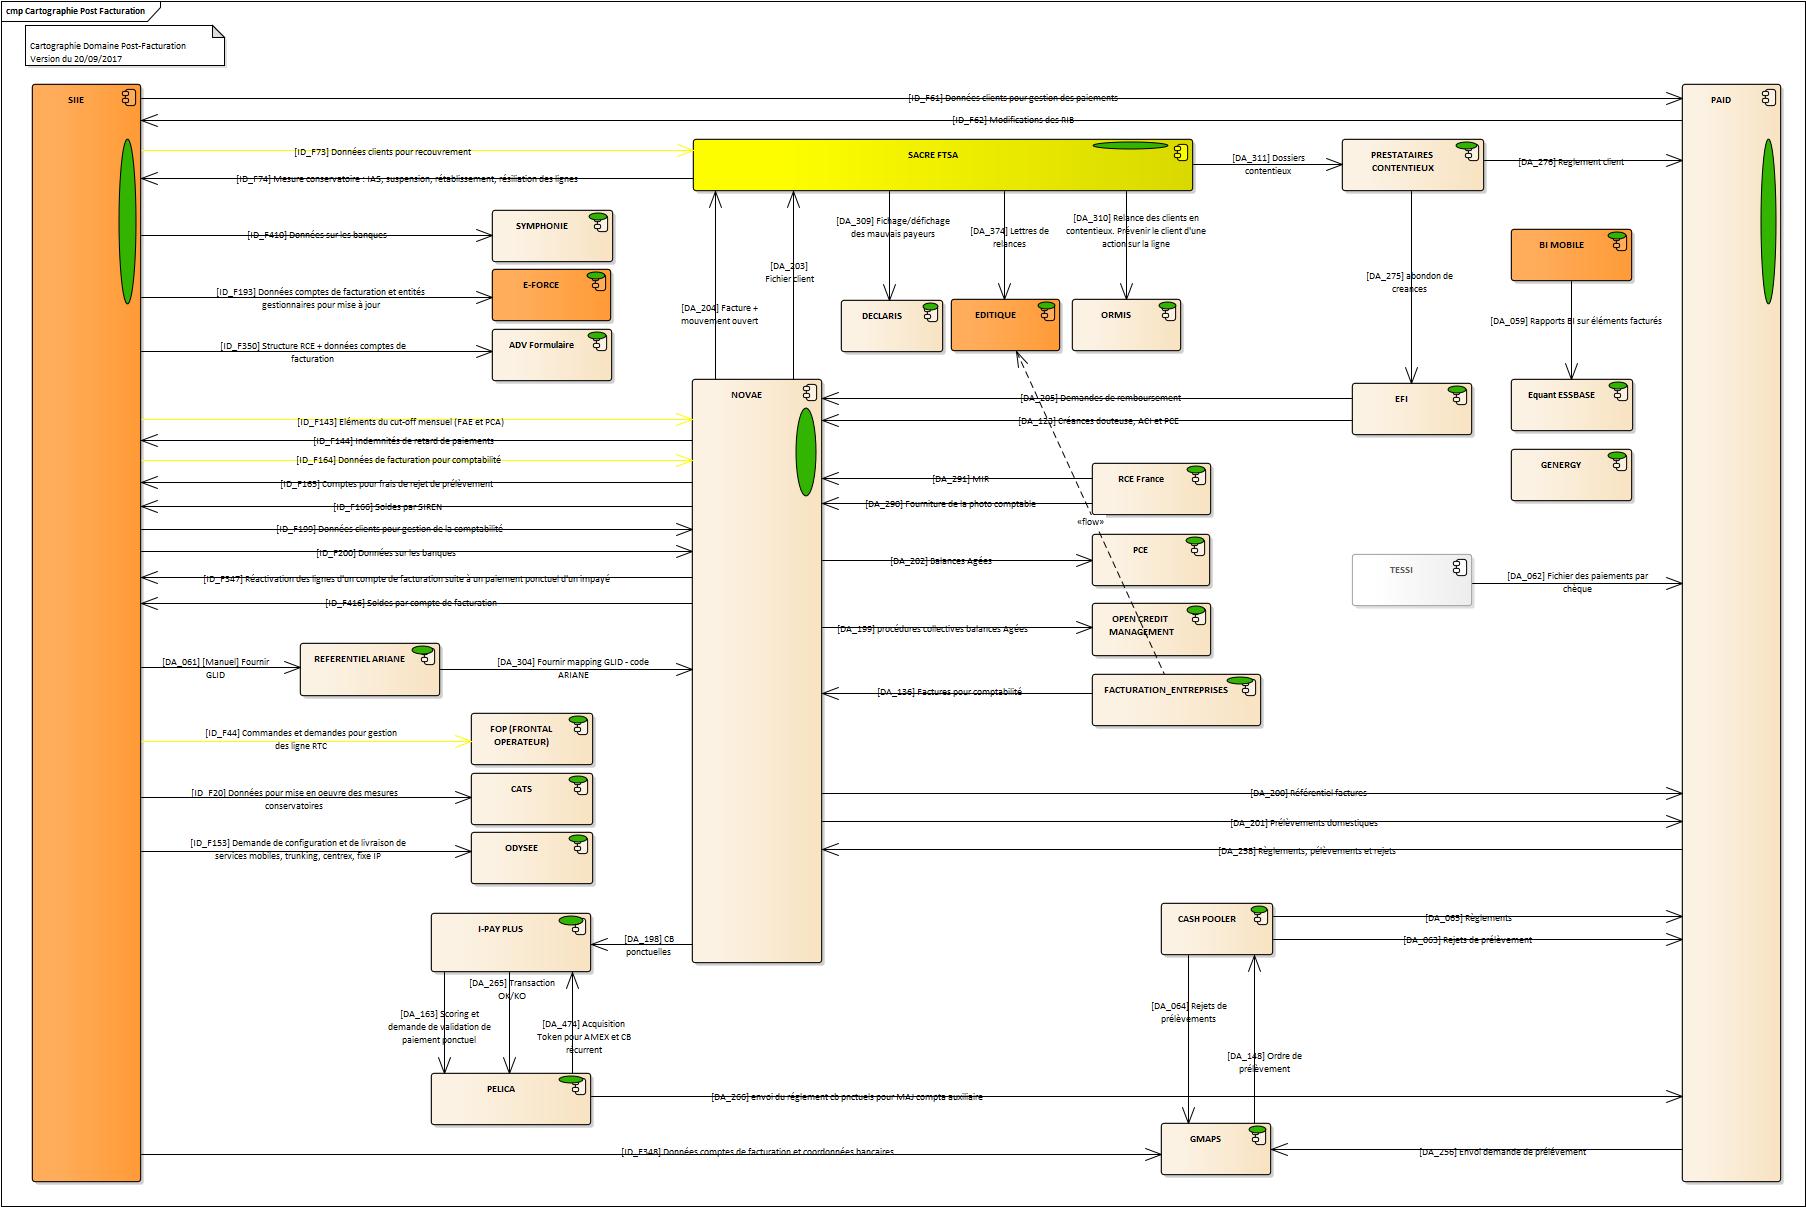 cmp Cartographie Post Facturation
Cartographie Domaine Post-Facturation
Version du 20/09/2017
SIIE
PAID
[ID_F61] Données clients pour gestion des paiements
[ID_F62] Modifications des RIB
[ID_F73] Données clients pour recouvrement
[ID_F74] Mesure conservatoire : IAS, suspension, rétablissement, résiliation des lignes
SACRE FTSA
[DA_311] Dossiers
contentieux
PRESTATAIRES
CONTENTIEUX
[DA_276] Reglement client
[ID_F410] Données sur les banques
SYMPHONIE
[ID_F193] Données comptes de facturation et entités
gestionnaires pour mise à jour
E-FORCE
[ID_F350] Structure RCE + données comptes de
facturation
ADV Formulaire
[DA_204] Facture +
mouvement ouvert
[DA_203]
Fichier client
[DA_309] Fichage/défichage
des mauvais payeurs
[DA_374] Lettres de
relances
[DA_310] Relance des clients en
contentieux. Prévenir le client d'une
action sur la ligne
DECLARIS
EDITIQUE
ORMIS
[DA_275] abondon de
creances
BI MOBILE
[DA_059] Rapports BI sur éléments facturés
Equant ESSBASE
GENERGY
EFI
NOVAE
[DA_205] Demandes de remboursement
[DA_123] Créances douteuse, ACI et PCE
[ID_F143] Eléments du cut-off mensuel (FAE et PCA)
[ID_F144] Indemnités de retard de paiements
[ID_F164] Données de facturation pour comptabilité
[ID_F165] Comptes pour frais de rejet de prélèvement
[ID_F166] Soldes par SIREN
[ID_F199] Données clients pour gestion de la comptabilité
[ID_F200] Données sur les banques
[ID_F347] Réactivation des lignes d'un compte de facturation suite à un paiement ponctuel d'un impayé
[ID_F416] Soldes par compte de facturation
[DA_291] MIR
[DA_290] Fourniture de la photo comptable
RCE France
«flow»
[DA_202] Balances Agées
PCE
[DA_199] procédures collectives balances Agées
OPEN CREDIT
MANAGEMENT
[DA_136] Factures pour comptabilité
FACTURATION_ENTREPRISES
TESSI
[DA_062] Fichier des paiements par
chèque
[DA_061] [Manuel] Fournir
GLID
REFERENTIEL ARIANE
[DA_304] Fournir mapping GLID - code
ARIANE
[ID_F44] Commandes et demandes pour gestion
des ligne RTC
FOP (FRONTAL
OPERATEUR)
[ID_F20] Données pour mise en oeuvre des mesures
conservatoires
CATS
[ID_F153] Demande de configuration et de livraison de
services mobiles, trunking, centrex, fixe IP
ODYSEE
[DA_200] Référentiel factures
[DA_201] Prélèvements domestiques
[DA_258] Règlements, pélèvements et rejets
I-PAY PLUS
[DA_198] CB
ponctuelles
[DA_265] Transaction
OK/KO
[DA_163] Scoring et
demande de validation de
paiement ponctuel
[DA_474] Acquisition
Token pour AMEX et CB
récurrent
PELICA
[DA_266] envoi du réglement cb pnctuels pour MAJ compta auxiliaire
CASH POOLER
[DA_065] Règlements
[DA_063] Rejets de prélèvement
[DA_064] Rejets de
prélèvements
[DA_148] Ordre de
prélèvement
GMAPS
[ID_F348] Données comptes de facturation et coordonnées bancaires
[DA_256] Envoi demande de prélèvement